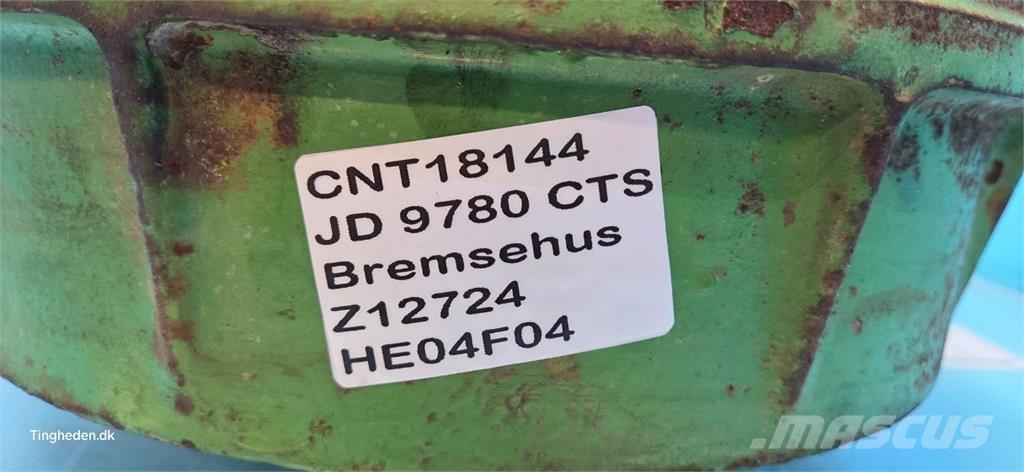 CNT18144
JD 9780 CTS
Bremsehus
Z12724
HE04F04
Tingheden.dk
MASCUS